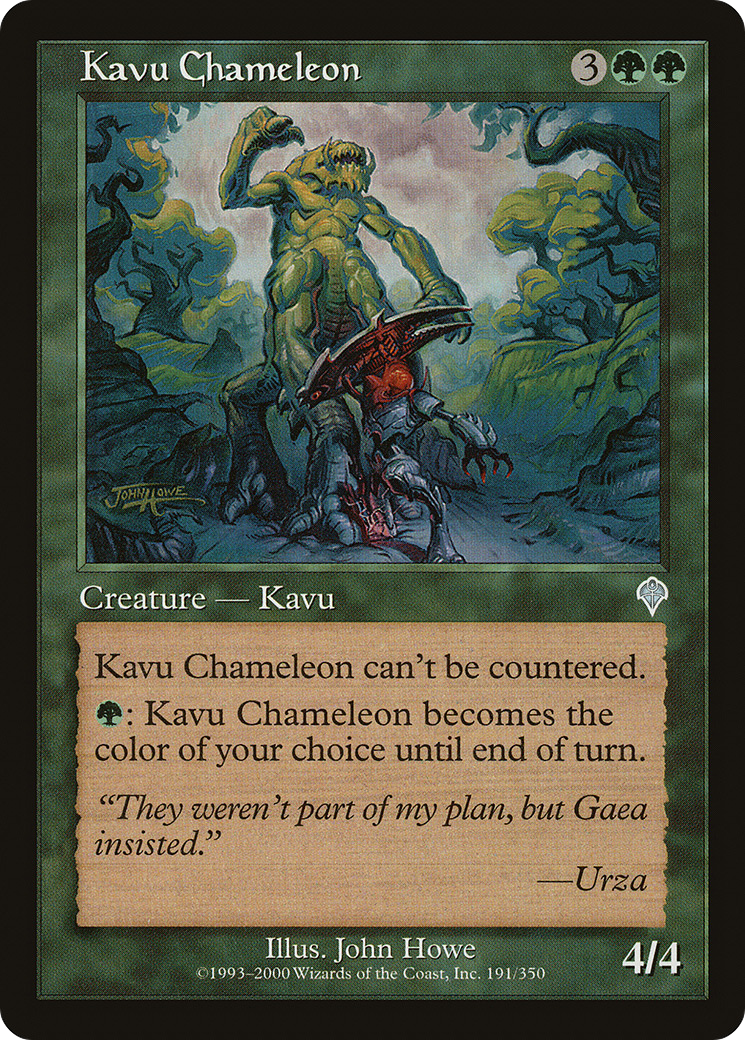 Kavu Chameleon 3
JOHN HOWE
Creature — Kavu
Kavu Chameleon can't be countered.
: Kavu Chameleon becomes the
color of your choice until end of turn.
“They weren't part of my plan, but Gaea
insisted.”
—Urza
Illus. John Howe
©1993–2000 Wizards of the Coast, Inc. 191/350
4/4